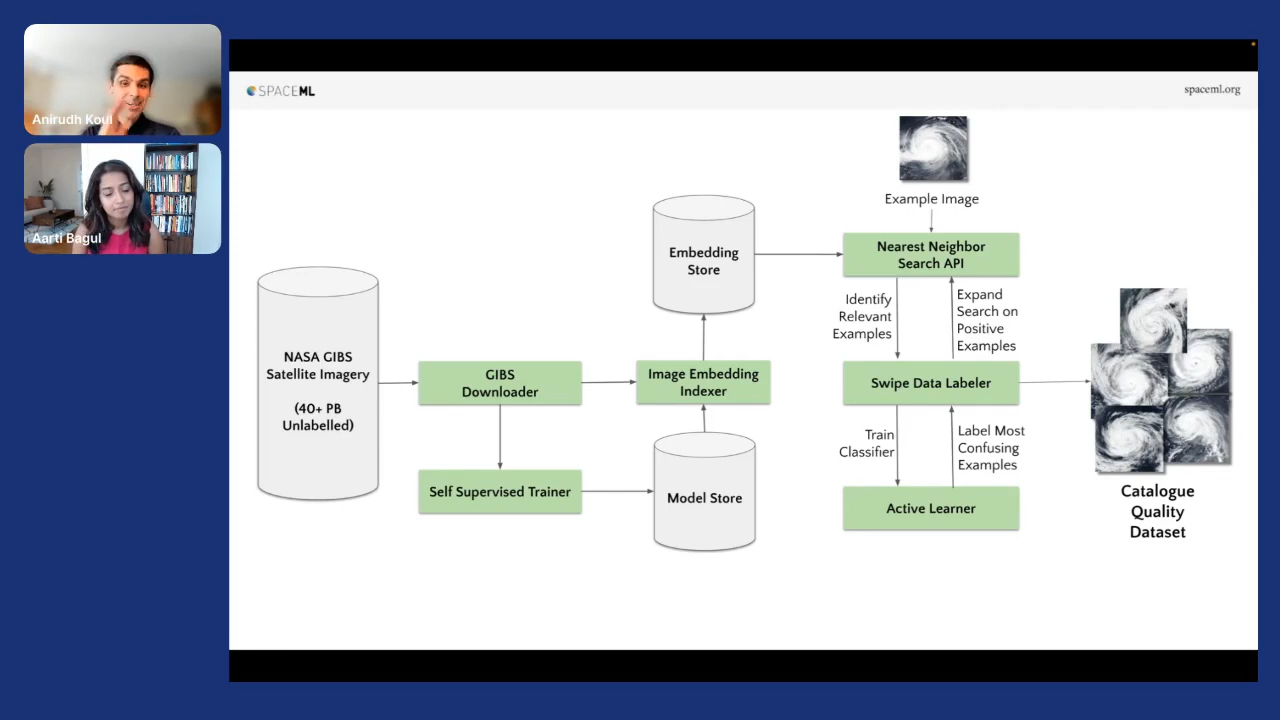 Anirudh Koul
Aarti Bagul
SPACEML
spaceml.org
Example Image
Embedding
Store
Nearest Neighbor
Search API
Identify
Relevant
Examples
Expand
Search on
Positive
Examples
NASA GIBS
Satellite Imagery
(40+ PB
Unlabelled)
GIBS
Downloader
Image Embedding
Indexer
Swipe Data Labeler
Train
Classifier
Label Most
Confusing
Examples
Self Supervised Trainer
Model Store
Active Learner
Catalogue
Quality
Dataset